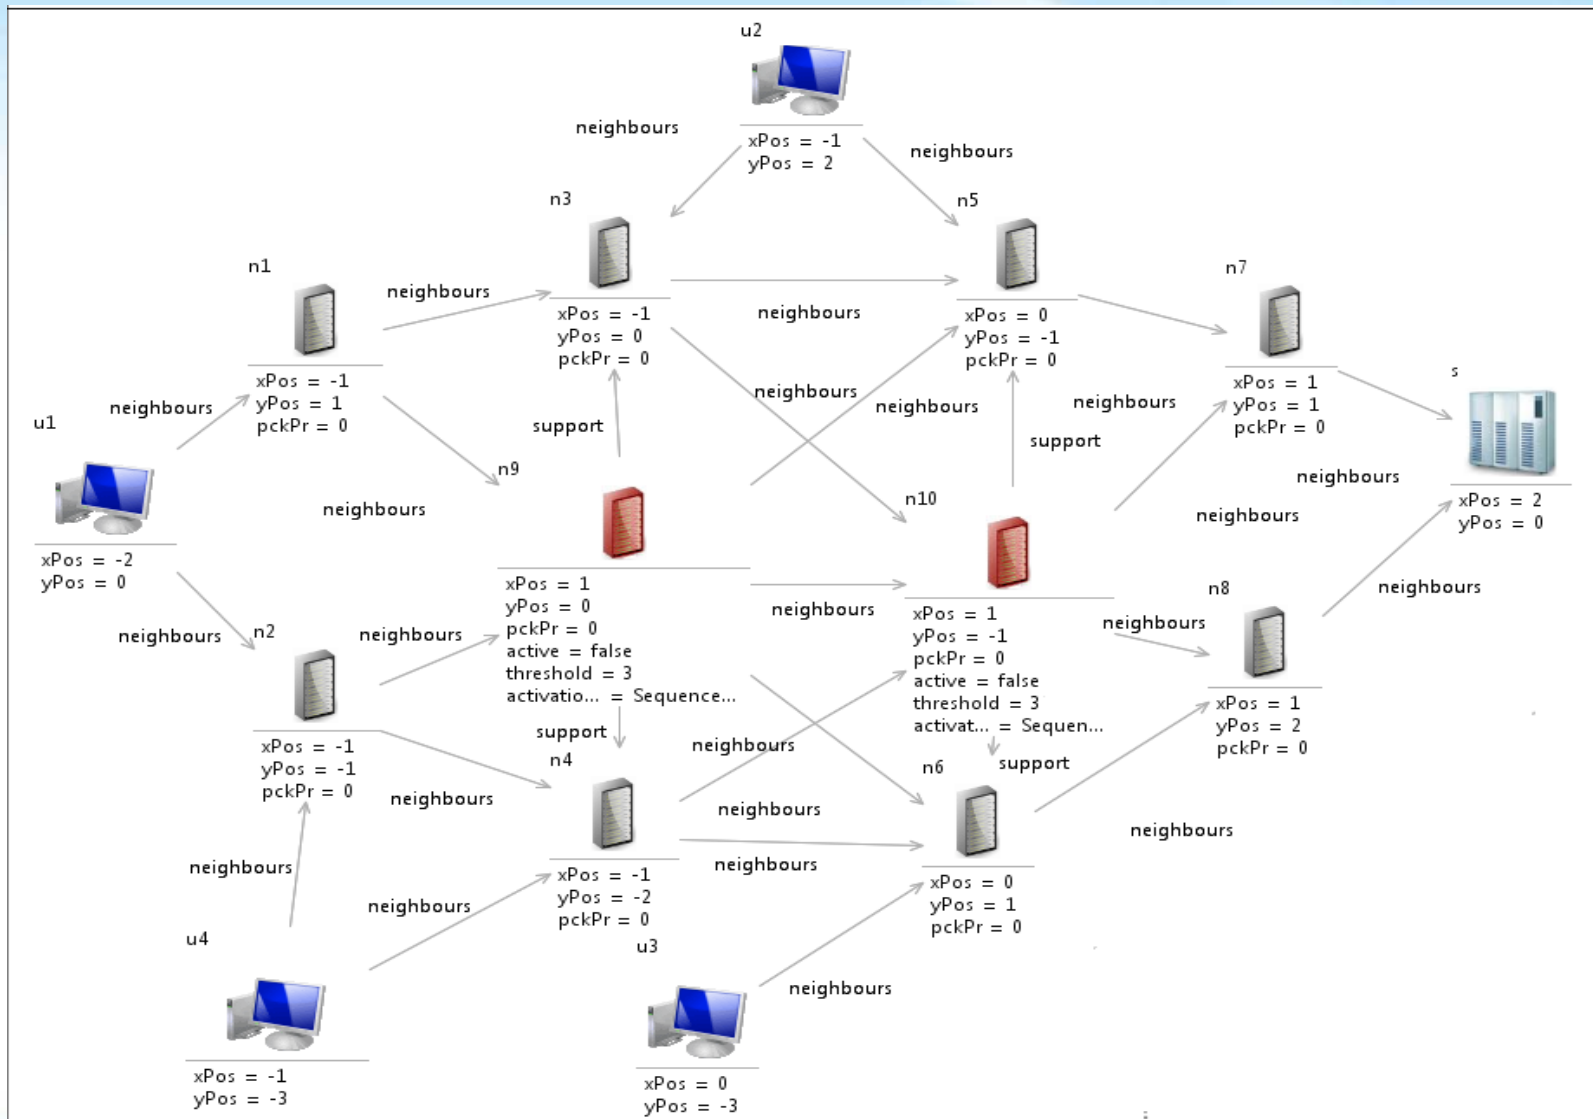 u2
neighbours
xPos = -1
yPos = 2
neighbours
n3
n5
n1
n7
neighbours
xPos = -1
yPos = 0
pckPr = 0
neighbours
xPos = 0
yPos = -1
pckPr = 0
xPos = -1
yPos = 1
pckPr = 0
neighbours
neighbours
neighbours
neighbours
xPos = 1
yPos = 1
pckPr = 0
s
u1
support
support
n9
neighbours
n10
neighbours
neighbours
xPos = 2
yPos = 0
xPos = -2
yPos = 0
xPos = 1
yPos = 0
pckPr = 0
active = false
threshold = 3
activatio... = Sequence...
neighbours
xPos = 1
yPos = -1
pckPr = 0
active = false
threshold = 3
activat... = Sequen...
n8
neighbours
neighbours
neighbours
n2
neighbours
xPos = 1
yPos = 2
pckPr = 0
support
n4
neighbours
support
n6
xPos = -1
yPos = -1
pckPr = 0
neighbours
neighbours
neighbours
neighbours
neighbours
xPos = -1
yPos = -2
pckPr = 0
xPos = 0
yPos = 1
pckPr = 0
neighbours
u4
u3
neighbours
xPos = -1
yPos = -3
xPos = 0
yPos = -3